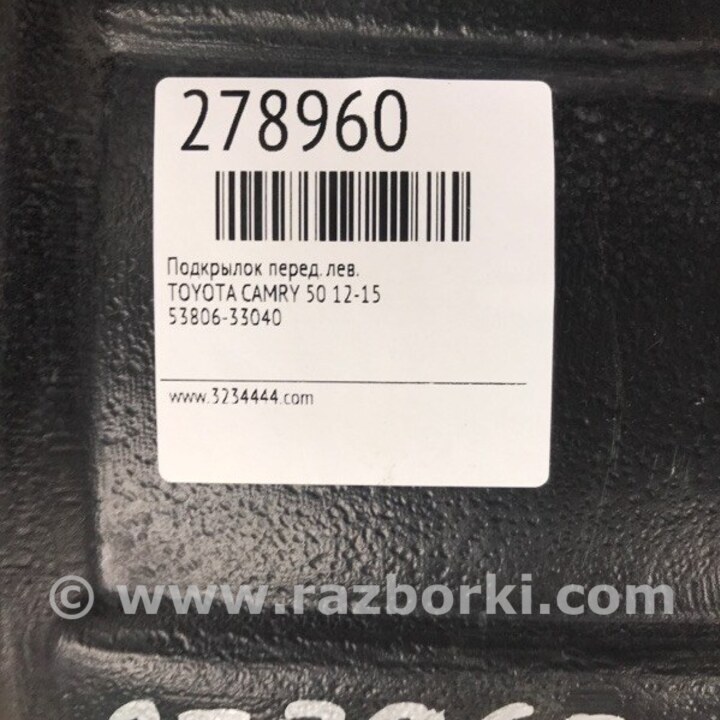 278960
Подкрылок перед. лев.
TOYOTA CAMRY 50 12-15
53806-33040
www.3234444.com
© www.razborki.com